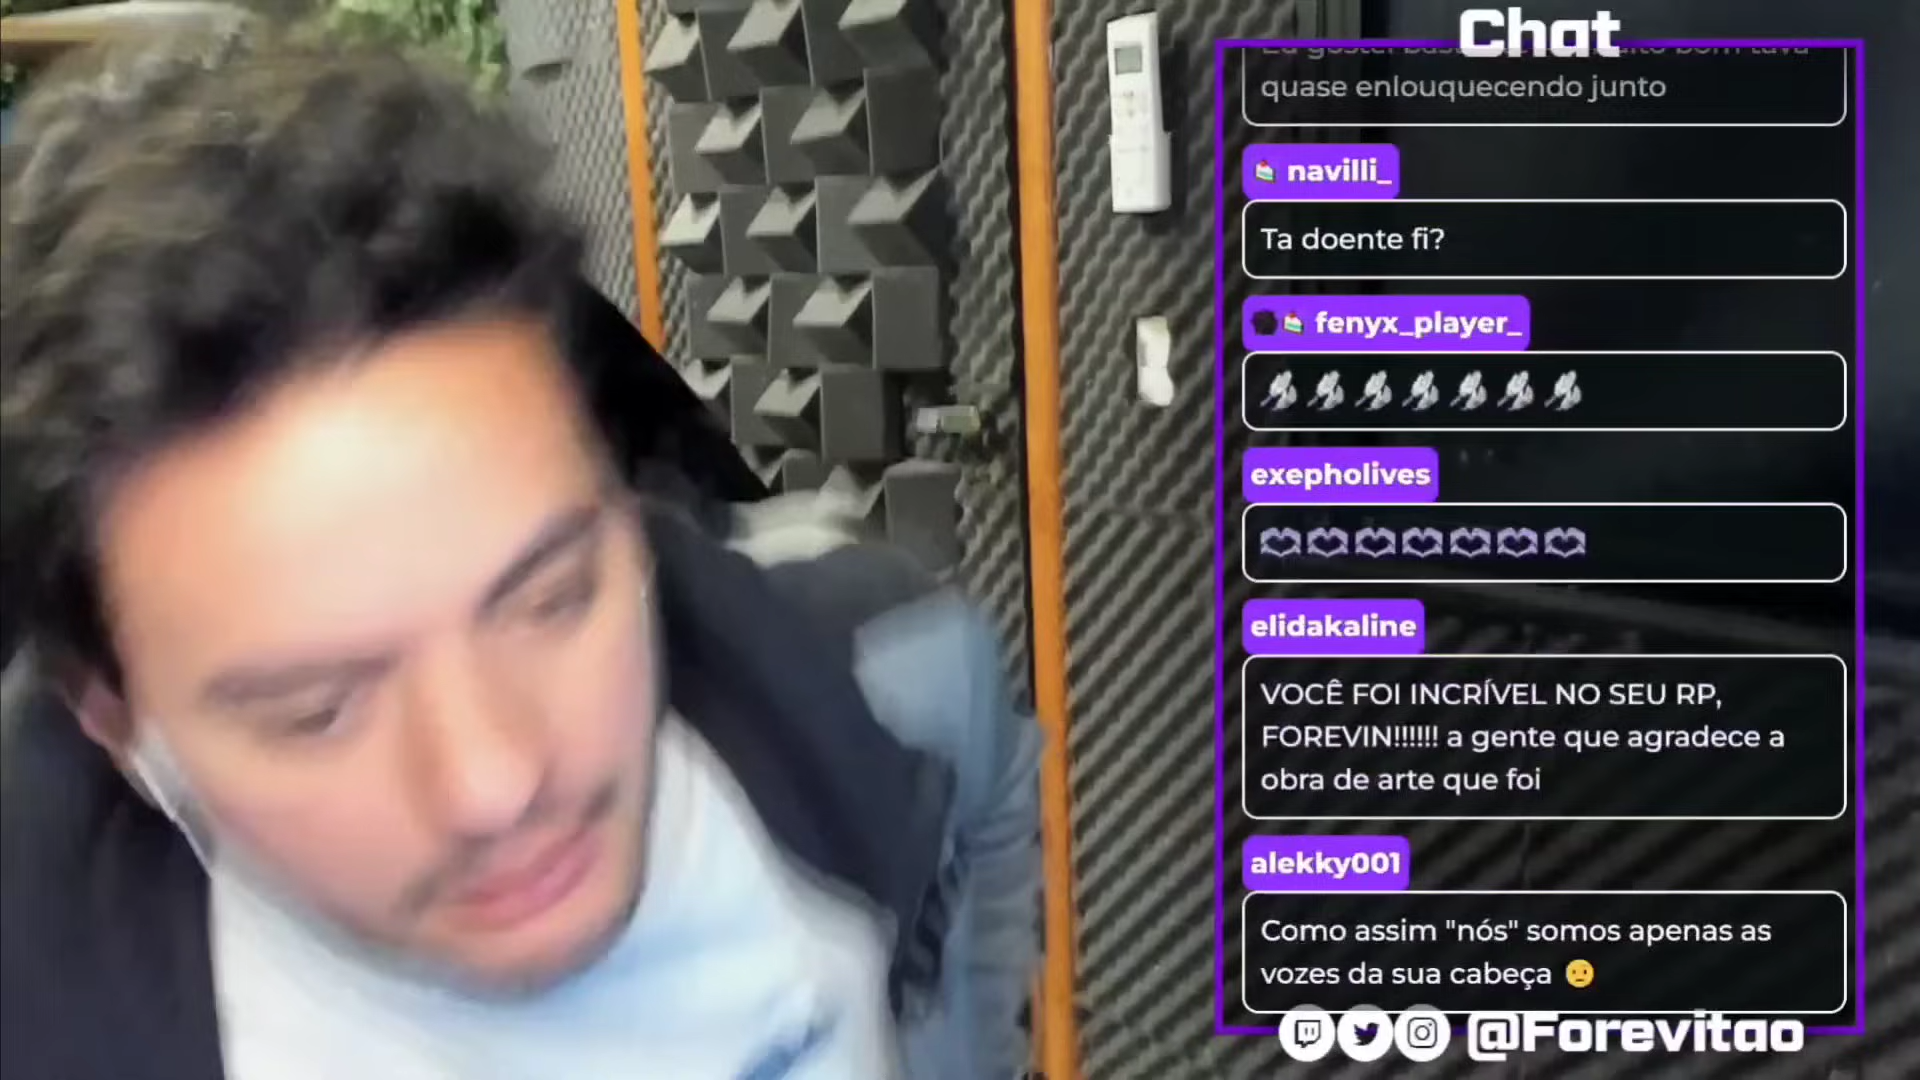 Chat
quase enlouquecendo junto
navilli_
Ta doente fi?
fenyx_player_
exepholives
elidakaline
VOCÊ FOI INCRÍVEL NO SEU RP,
FOREVIN!!!!!! a gente que agradece a
obra de arte que foi
alekky001
Como assim "nós" somos apenas as
vozes da sua cabeça 😐
@Forevitao